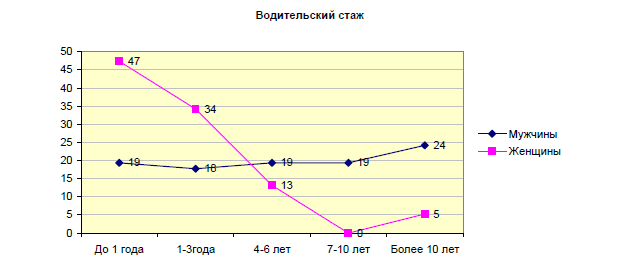 Водительский стаж
50
45
40
35
30
25
20
15
10
5
0
47
34
13
0
5
19
18
19
19
24
До 1 года
1-3года
4-6 лет
7-10 лет
Более 10 лет
Мужчины
Женщины